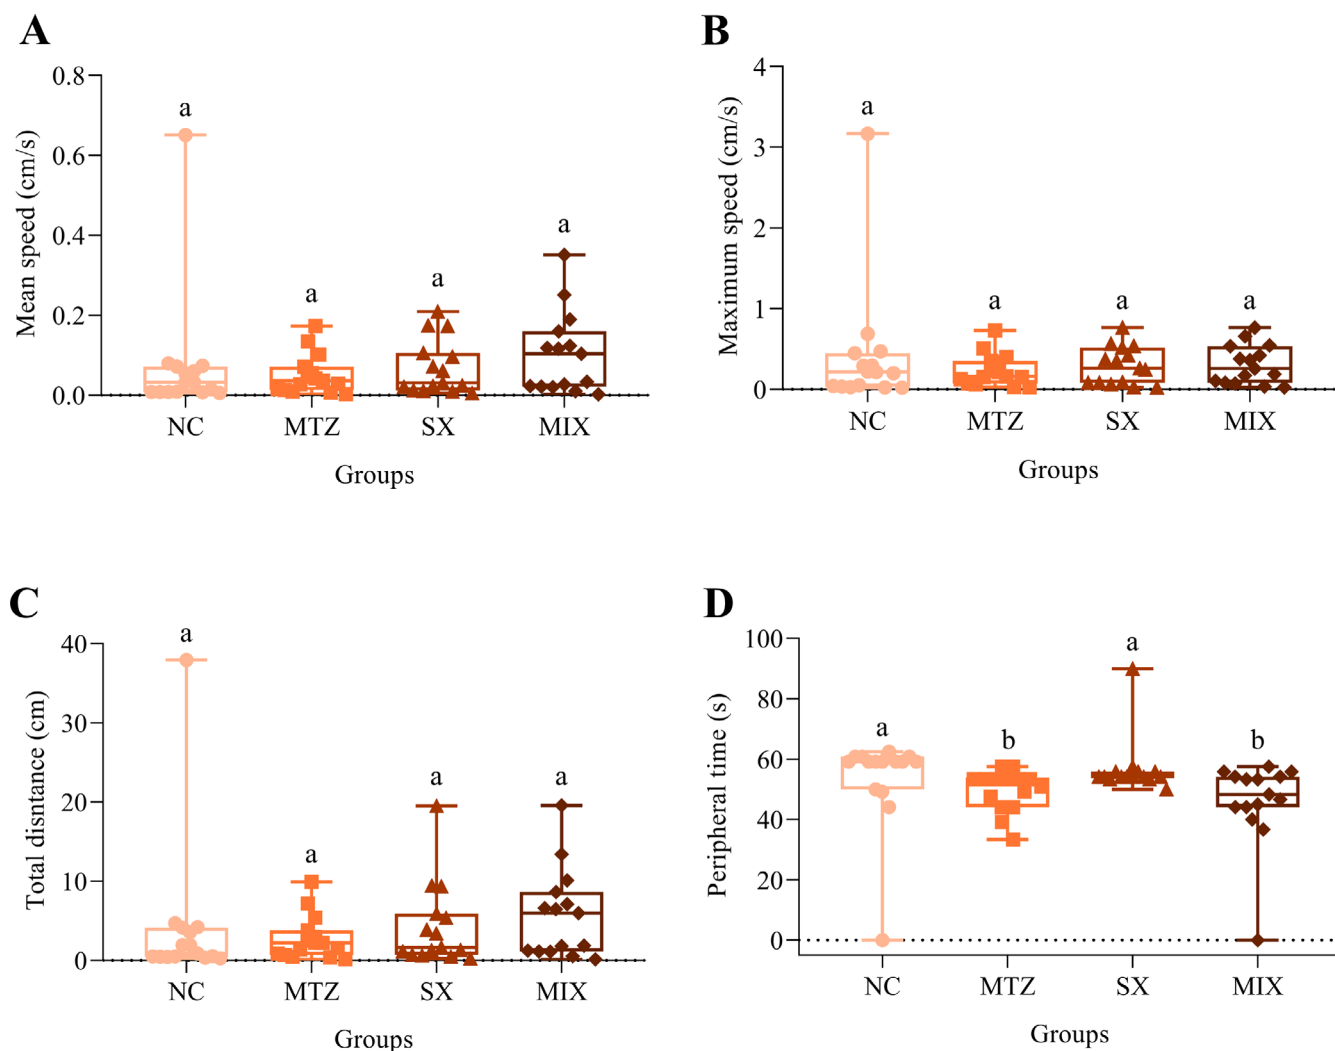 A
Mean speed (cm/s)
0.8
0.6
0.4
0.2
0.0
a
a
a
a
NC MTZ SX MIX
Groups
B
Maximum speed (cm/s)
4
3
2
1
0
a
a
a
a
NC MTZ SX MIX
Groups
C
Total disntance (cm)
40
30
20
10
0
a
a
a
a
NC MTZ SX MIX
Groups
D
Peripheral time (s)
100
80
60
40
20
0
a
b
a
b
NC MTZ SX MIX
Groups